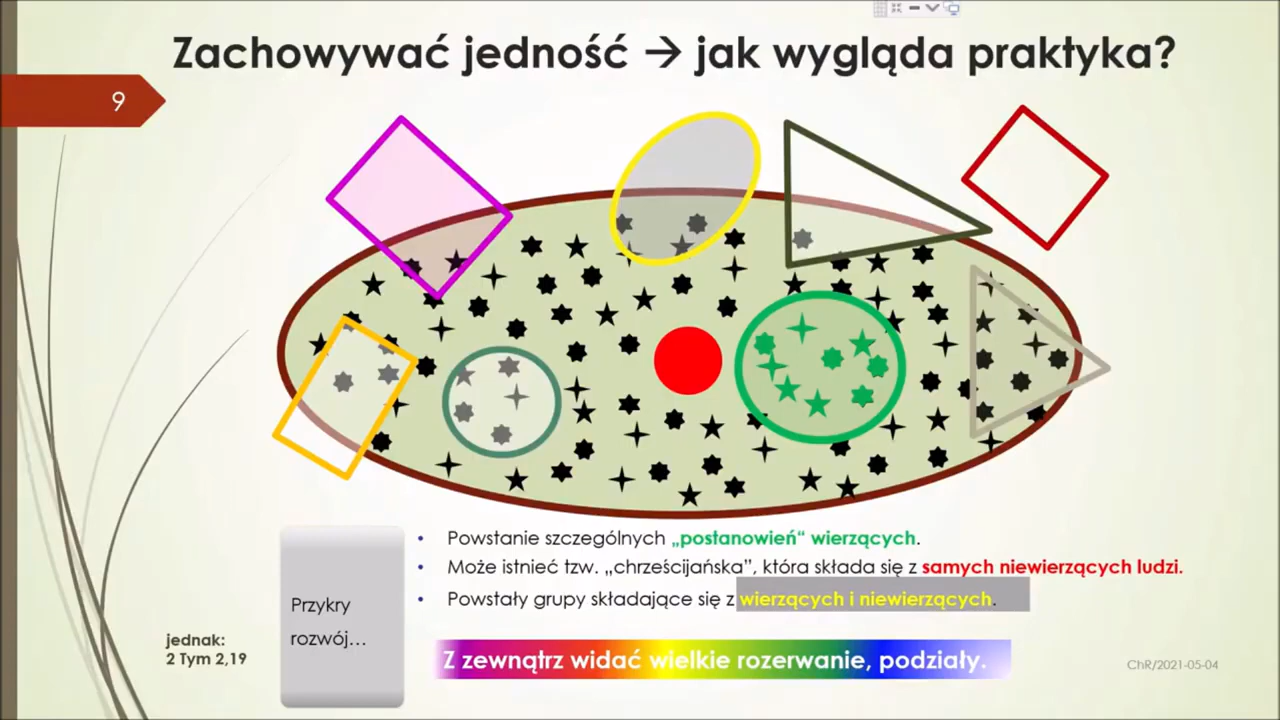 Zachowywać jedność → jak wygląda praktyka?
9
• Powstanie szczególnych „postanowień“ wierzących.
• Może istnieć tzw. „chrześcijańska”, która składa się z samych niewierzących ludzi.
• Powstały grupy składające się z wierzących i niewierzących.
Przykry
rozwój...
jednak:
2 Tym 2,19
Z zewnątrz widać wielkie rozerwanie, podziały.
ChR/2021-05-04